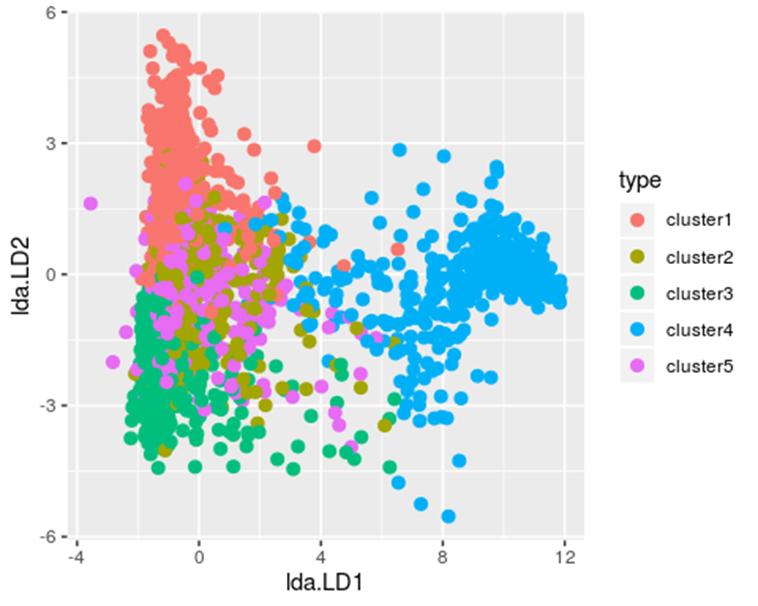 6
3
0
-3
-6
-4
0
4
8
12
lda.LD2
lda.LD1
type
cluster1
cluster2
cluster3
cluster4
cluster5